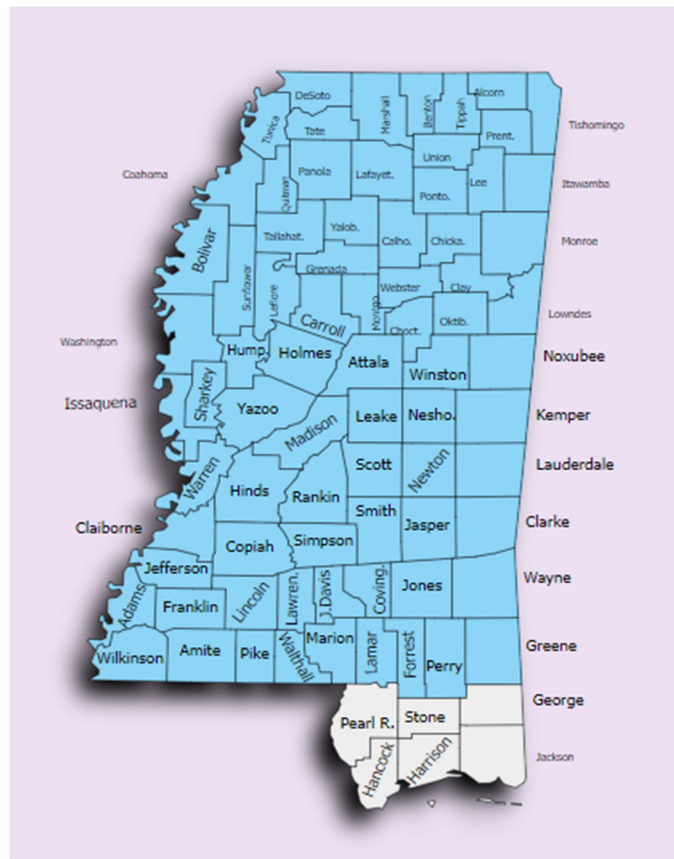 DeSoto
Marshall
Benton
Tippah
Alcorn
Tunica
Tate
Prent.
Tishomingo
Coahoma
Quitman
Panola
Lafayet.
Union
Lee
Itawamba
Ponto.
Bolivar
Tallahat.
Yalob.
Calho.
Chicka.
Monroe
Sunflower
Leflore
Grenada
Webster
Clay
Montgo.
Lowndes
Carroll
Choct.
Oktib.
Washington
Hump.
Holmes
Attala
Winston
Noxubee
Issaquena
Sharkey
Yazoo
Madison
Leake
Nesho.
Kemper
Warren
Hinds
Rankin
Scott
Newton
Lauderdale
Claiborne
Copiah
Simpson
Smith
Jasper
Clarke
Jefferson
Adams
Franklin
Lincoln
Lawren.
J.Davis
Coving.
Jones
Wayne
Wilkinson
Amite
Pike
Walthall
Marion
Lamar
Forrest
Perry
Greene
Pearl R.
Stone
George
Hancock
Harrison
Jackson